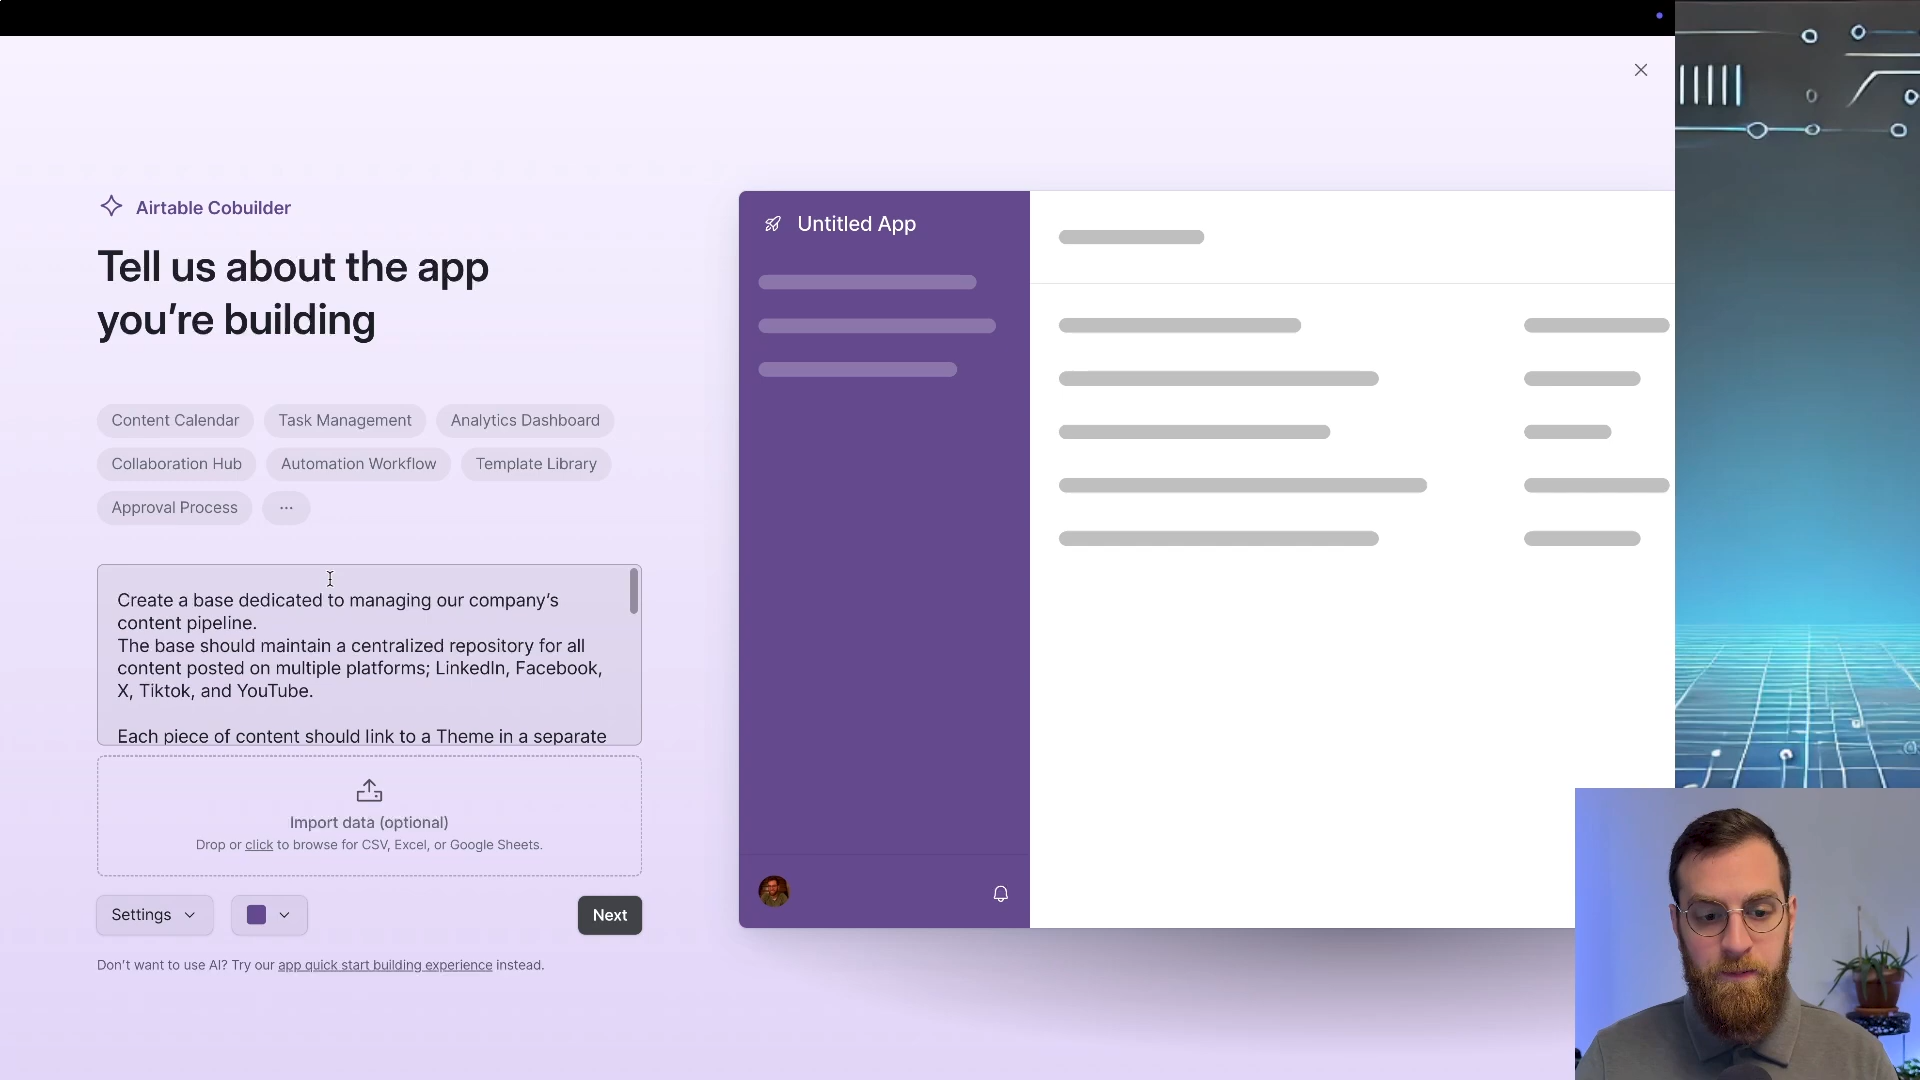 Airtable Cobuilder
Tell us about the app
you’re building
Content Calendar
Task Management
Analytics Dashboard
Collaboration Hub
Automation Workflow
Template Library
Approval Process
...
Create a base dedicated to managing our company’s
content pipeline.
The base should maintain a centralized repository for all
content posted on multiple platforms; LinkedIn, Facebook,
X, Tiktok, and YouTube.
Each piece of content should link to a Theme in a separate
Import data (optional)
Drop or click to browse for CSV, Excel, or Google Sheets.
Settings
Next
Don’t want to use AI? Try our app quick start building experience instead.
Untitled App